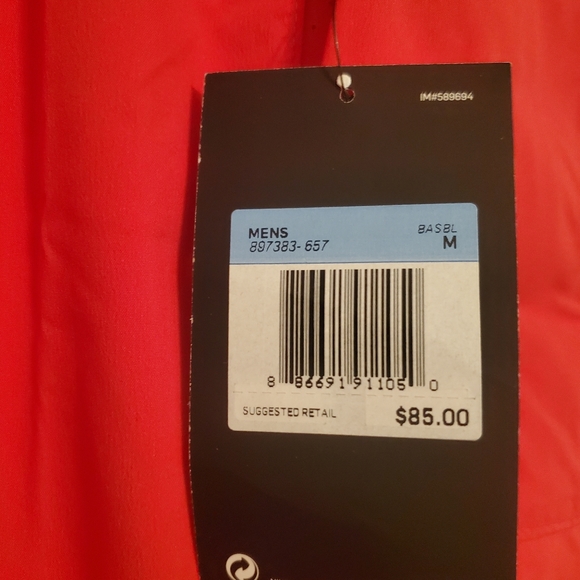 IM#589694
MENS BASBL
897383-657 M
8 86691 91105 0
SUGGESTED RETAIL $85.00